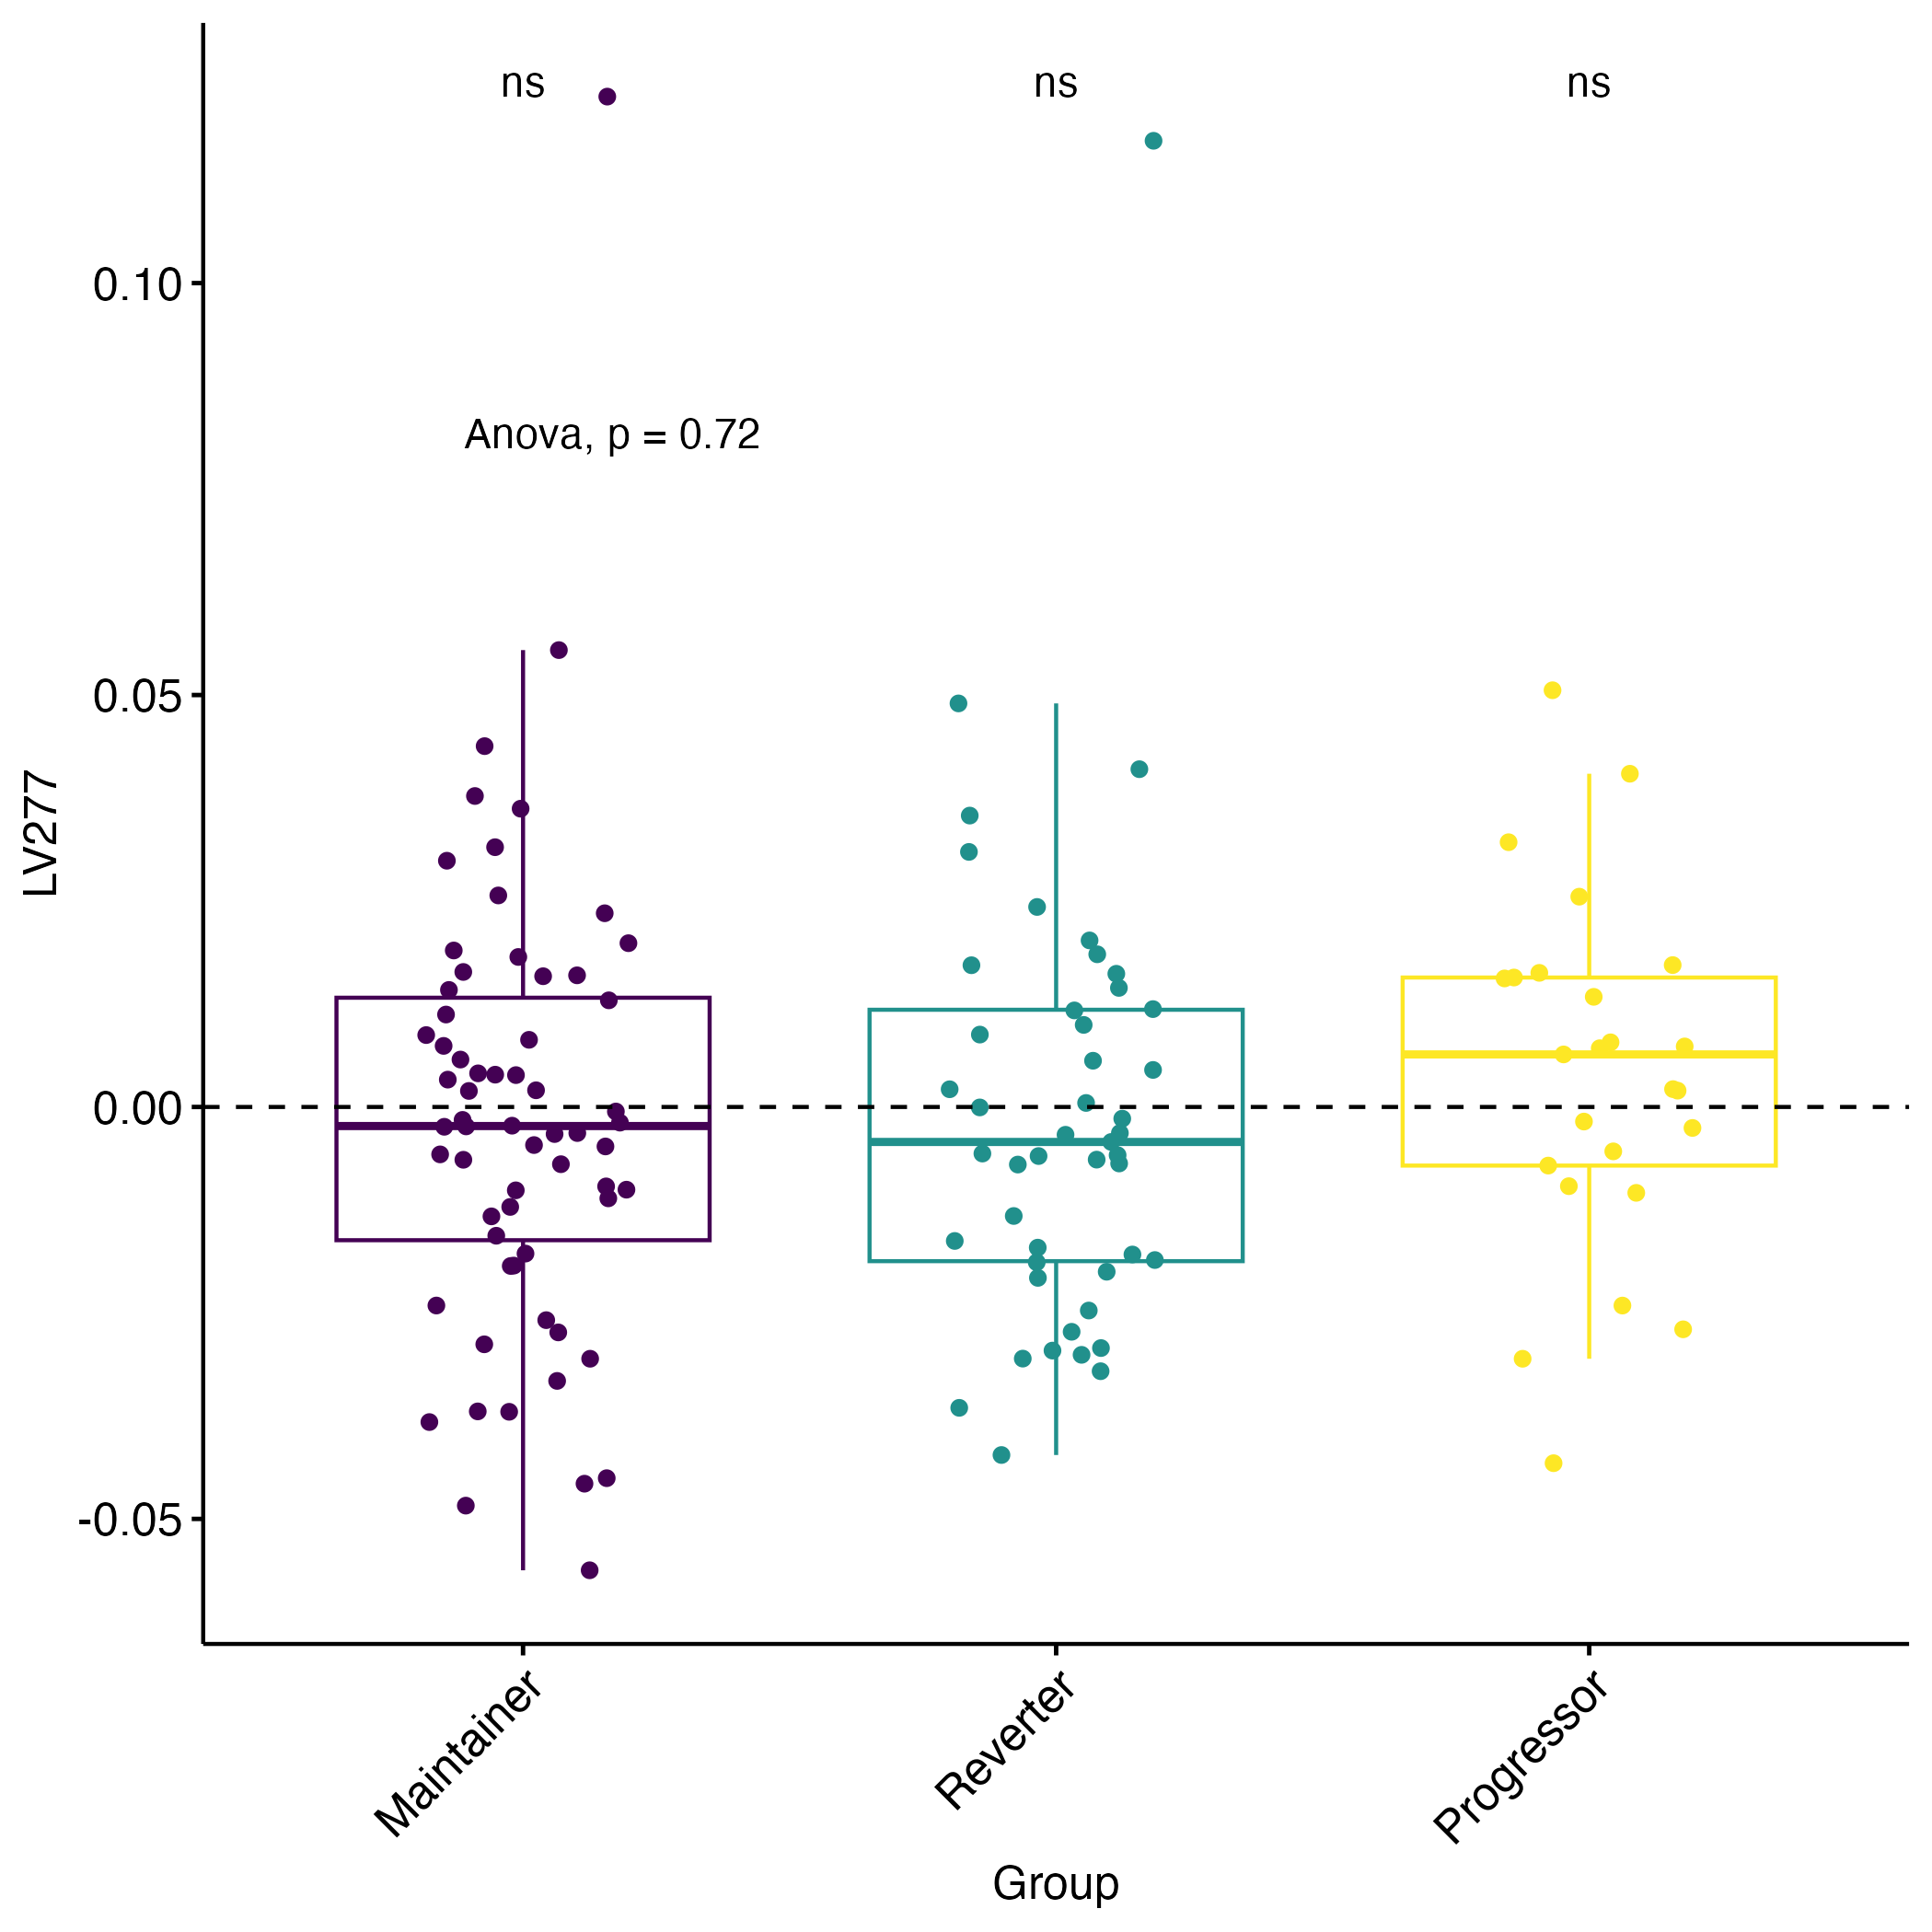 ns ns ns
0.10
Anova, p = 0.72
0.05
LV277
0.00
-0.05
Maintainer Reverter Progressor
Group